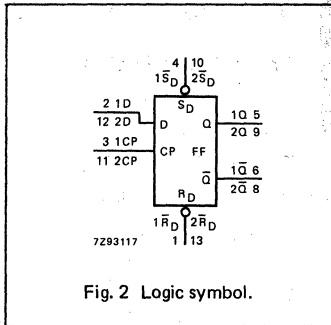 4 10
1S̄D 2S̄D
SD
2 1D
12 2D
D Q
1Q 5
2Q 9
3 1CP
11 2CP
CP FF
Q̄
1Q̄ 6
2Q̄ 8
RD
1R̄D 2R̄D
1 13
7Z93117
Fig. 2 Logic symbol.